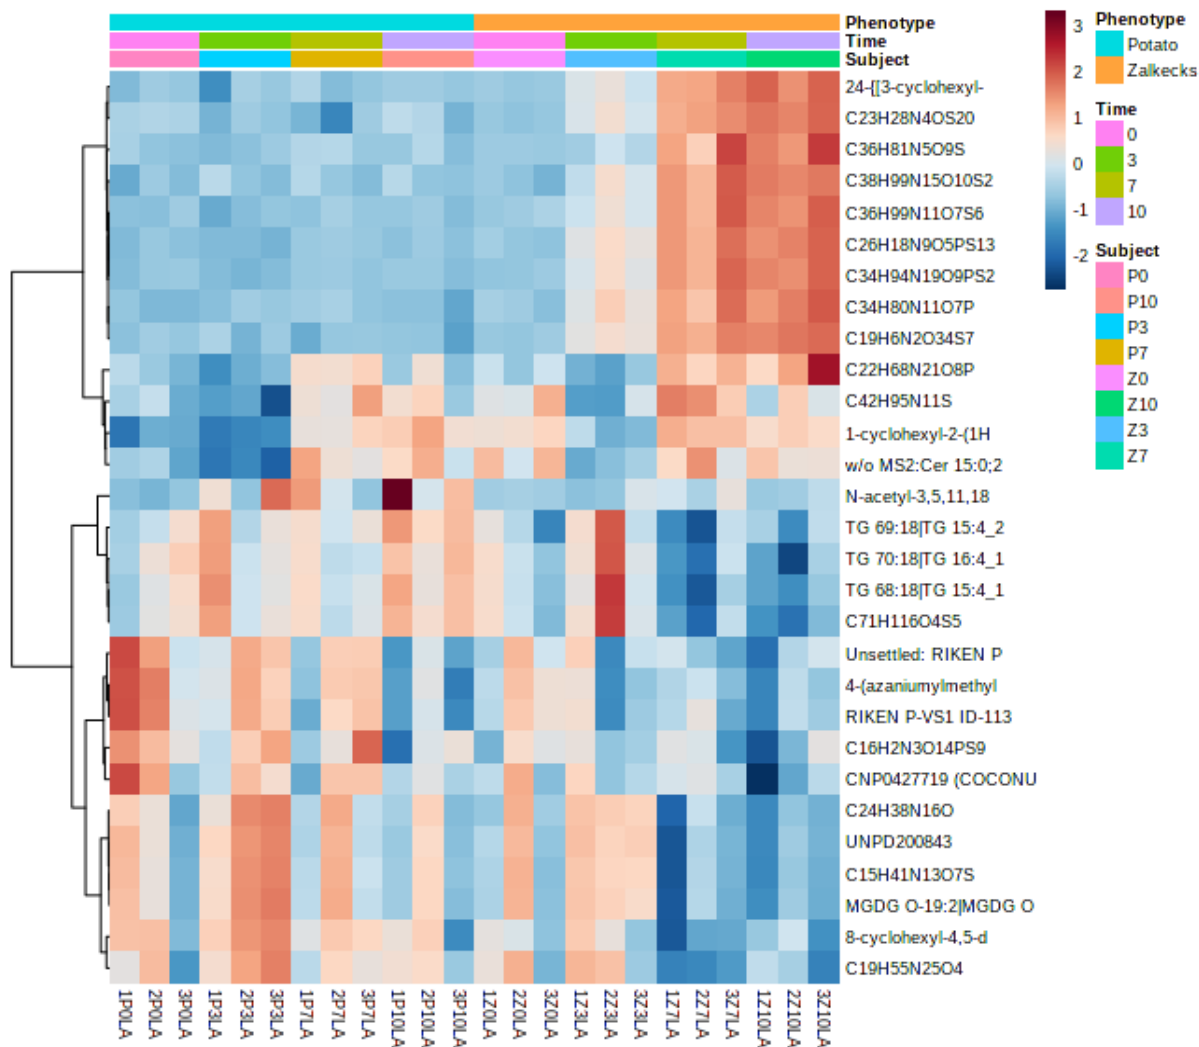 Phenotype
Time
Subject
24-{[3-cyclohexyl-
C23H28N4OS20
C36H81N5O9S
C38H99N15O10S2
C36H99N11O7S6
C26H18N9O5PS13
C34H94N19O9PS2
C34H80N11O7P
C19H6N2O34S7
C22H68N21O8P
C42H95N11S
1-cyclohexyl-2-(1H
w/o MS2:Cer 15:0;2
N-acetyl-3,5,11,18
TG 69:18|TG 15:4_2
TG 70:18|TG 16:4_1
TG 68:18|TG 15:4_1
C71H116O4S5
Unsettled: RIKEN P
4-(azaniumylmethyl
RIKEN P-VS1 ID-113
C16H2N3O14PS9
CNP0427719 (COCONU
C24H38N16O
UNPD200843
C15H41N13O7S
MGDG O-19:2|MGDG O
8-cyclohexyl-4,5-d
C19H55N25O4
1P0LA
2P0LA
3P0LA
1P3LA
2P3LA
3P3LA
1P7LA
2P7LA
3P7LA
1P10LA
2P10LA
3P10LA
1Z0LA
2Z0LA
3Z0LA
1Z3LA
2Z3LA
3Z3LA
1Z7LA
2Z7LA
3Z7LA
1Z10LA
2Z10LA
3Z10LA
3
2
1
0
-1
-2
Phenotype
Potato
Zalkecks
Time
0
3
7
10
Subject
P0
P10
P3
P7
Z0
Z10
Z3
Z7